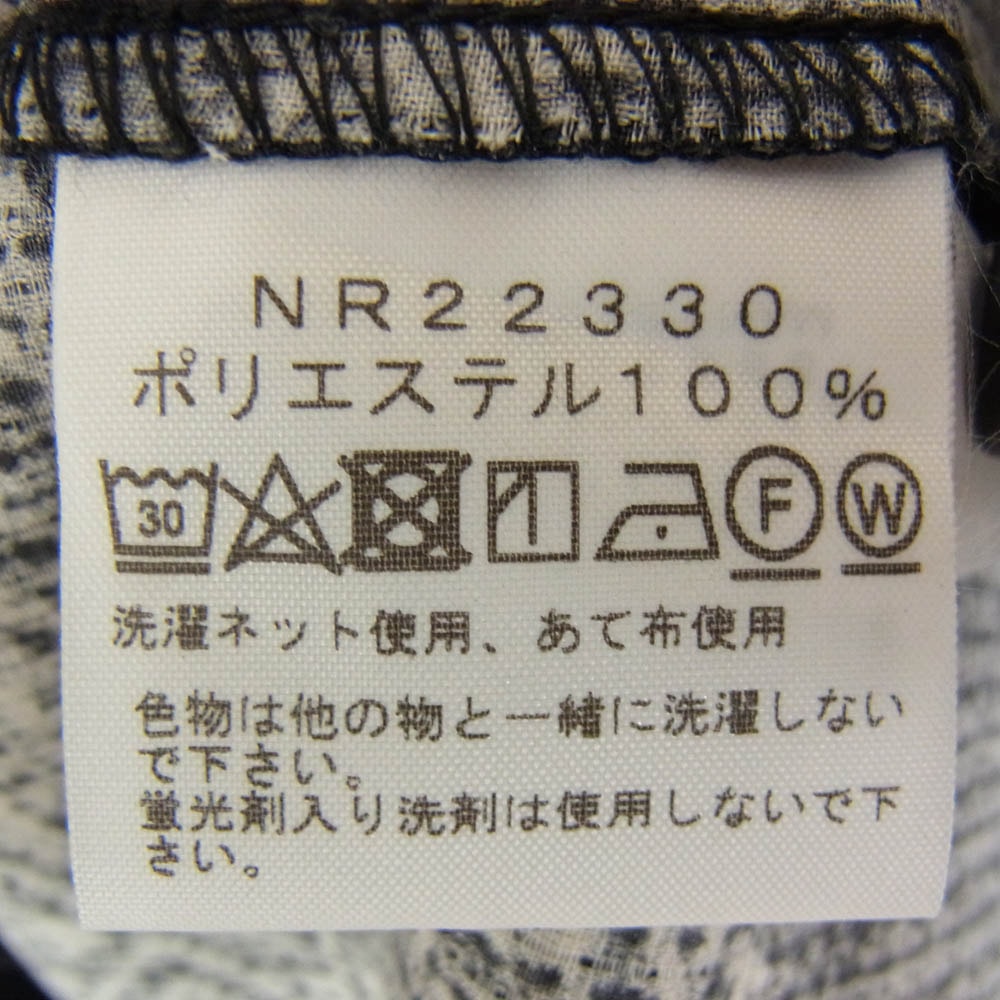 NR22330
ポリエステル100%
30 F W
洗濯ネット使用、あて布使用
色物は他の物と一緒に洗濯しない
で下さい。
蛍光剤入り洗剤は使用しないで下
さい。